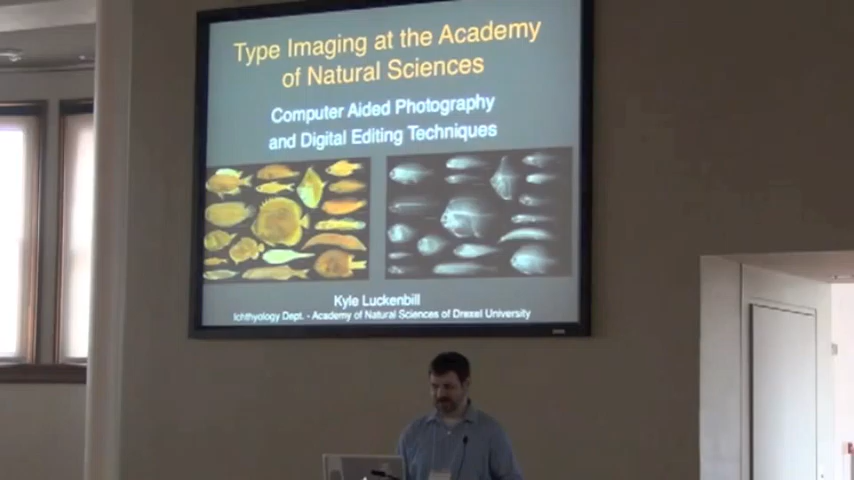 Type Imaging at the Academy
of Natural Sciences
Computer Aided Photography
and Digital Editing Techniques
Kyle Luckenbill
Ichthyology Dept. - Academy of Natural Sciences of Drexel University